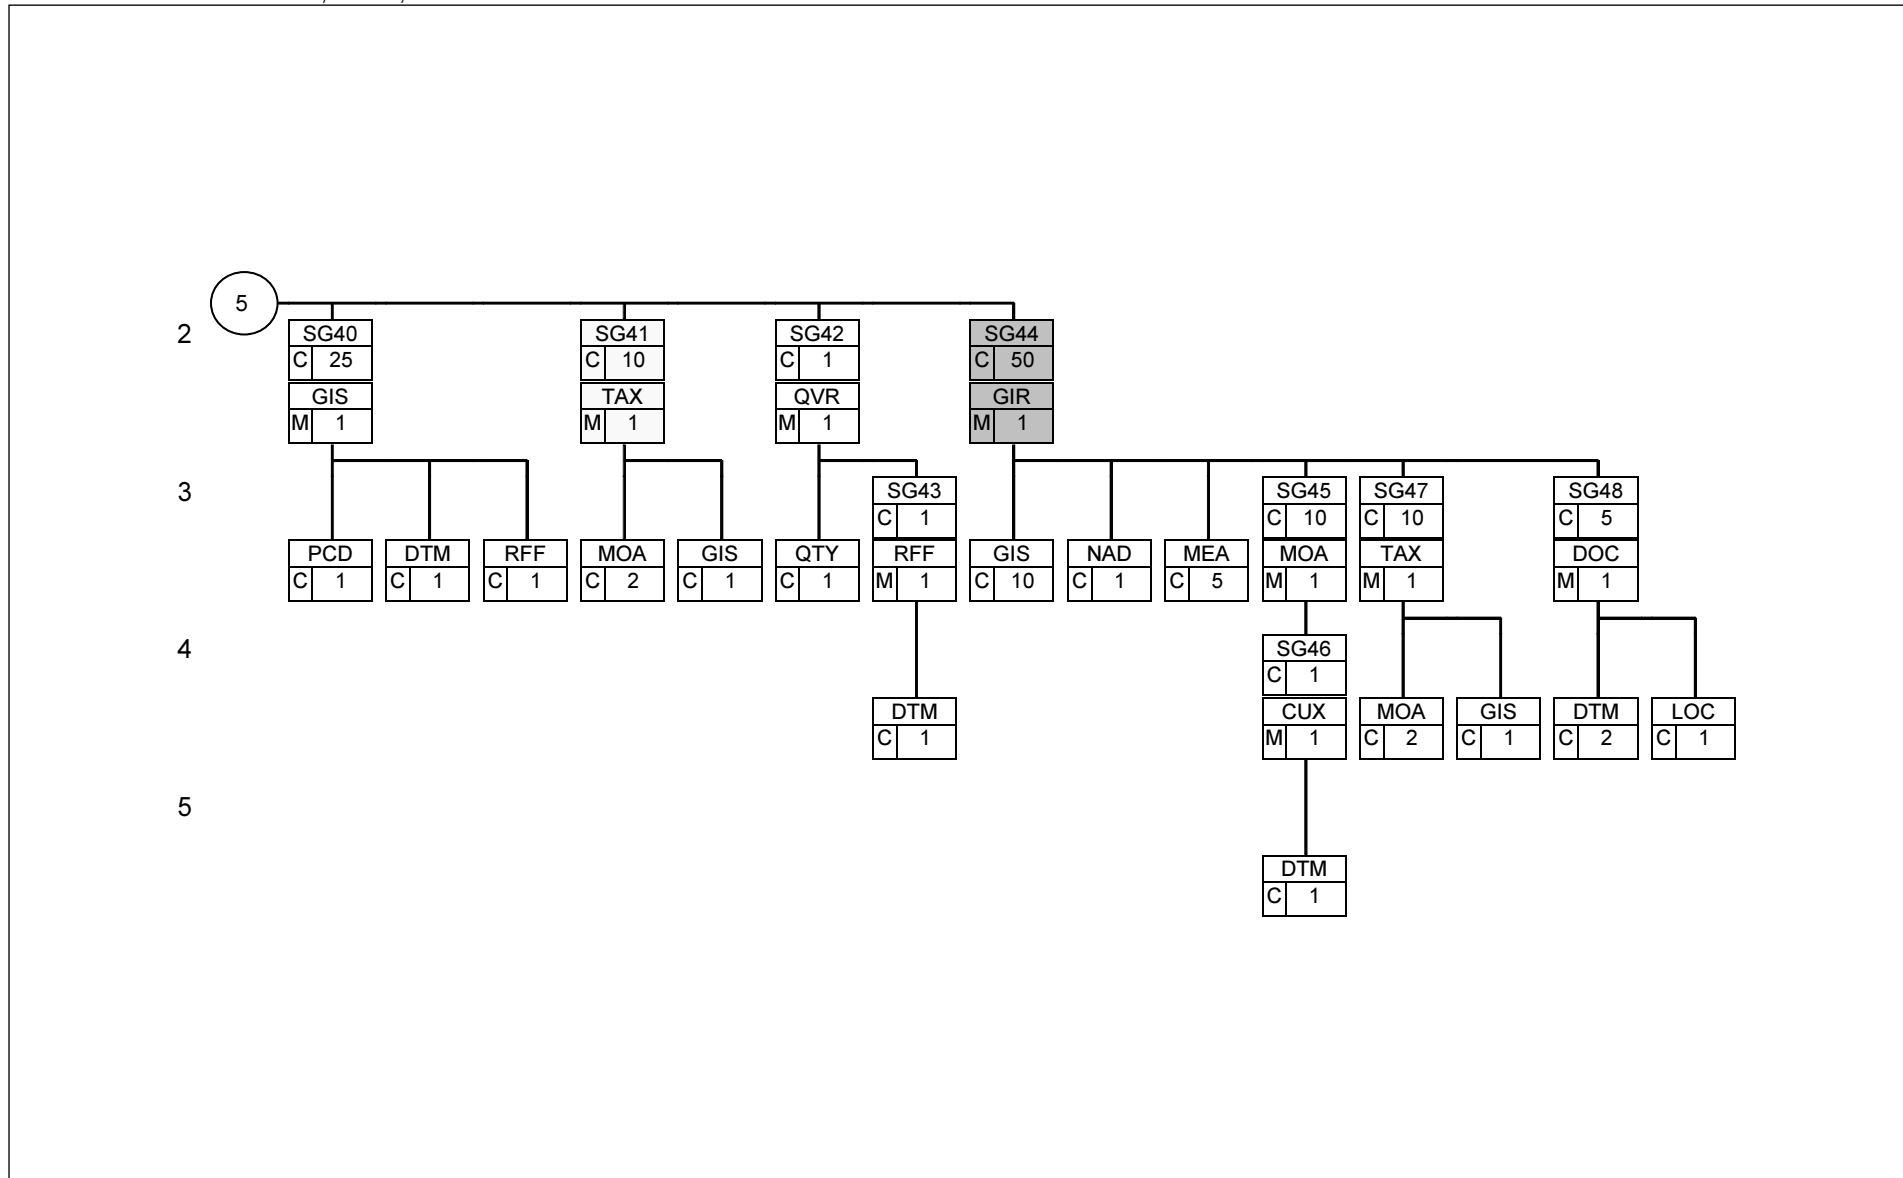 5
2
SG40 SG41 SG42 SG44
C 25 C 10 C 1 C 50
GIS TAX QVR GIR
M 1 M 1 M 1 M 1
3
SG43 SG45 SG47 SG48
C 1 C 10 C 10 C 5
PCD DTM RFF MOA GIS QTY RFF GIS NAD MEA MOA TAX DOC
C 1 C 1 C 1 C 2 C 1 C 1 M 1 C 10 C 1 C 5 M 1 M 1 M 1
4
SG46
C 1
DTM CUX MOA GIS DTM LOC
C 1 M 1 C 2 C 1 C 2 C 1
5
DTM
C 1